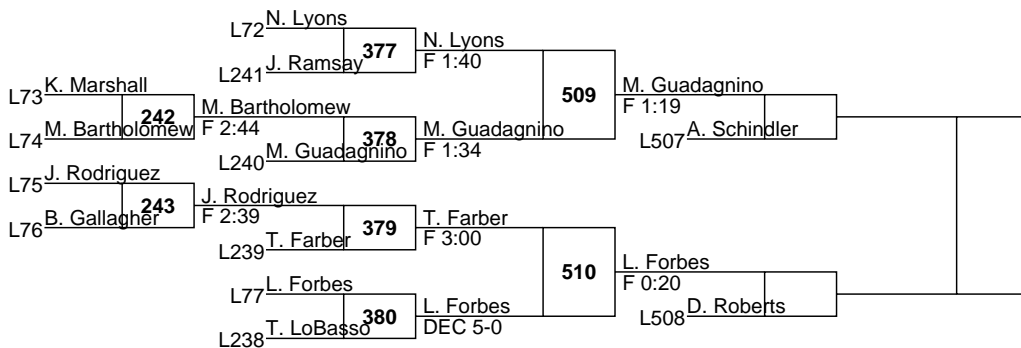 L72 N. Lyons
377
L241 J. Ramsay
N. Lyons
F 1:40
L73 K. Marshall
242
L74 M. Bartholomew
M. Bartholomew
F 2:44
378
L240 M. Guadagnino
M. Guadagnino
F 1:34
509
M. Guadagnino
F 1:19
L507 A. Schindler
L75 J. Rodriguez
243
L76 B. Gallagher
J. Rodriguez
F 2:39
379
L239 T. Farber
T. Farber
F 3:00
510
L77 L. Forbes
380
L238 T. LoBasso
L. Forbes
DEC 5-0
L. Forbes
F 0:20
L508 D. Roberts